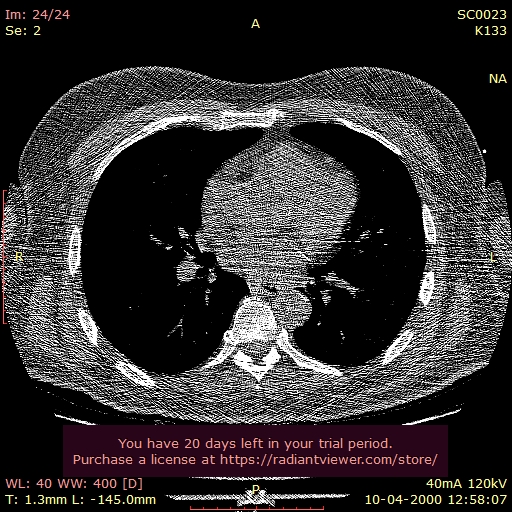 Im: 24/24
Se: 2
A
SC0023
K133
NA
R
L
You have 20 days left in your trial period.
Purchase a license at https://radiantviewer.com/store/
WL: 40 WW: 400 [D]
T: 1.3mm L: -145.0mm
P
40mA 120kV
10-04-2000 12:58:07